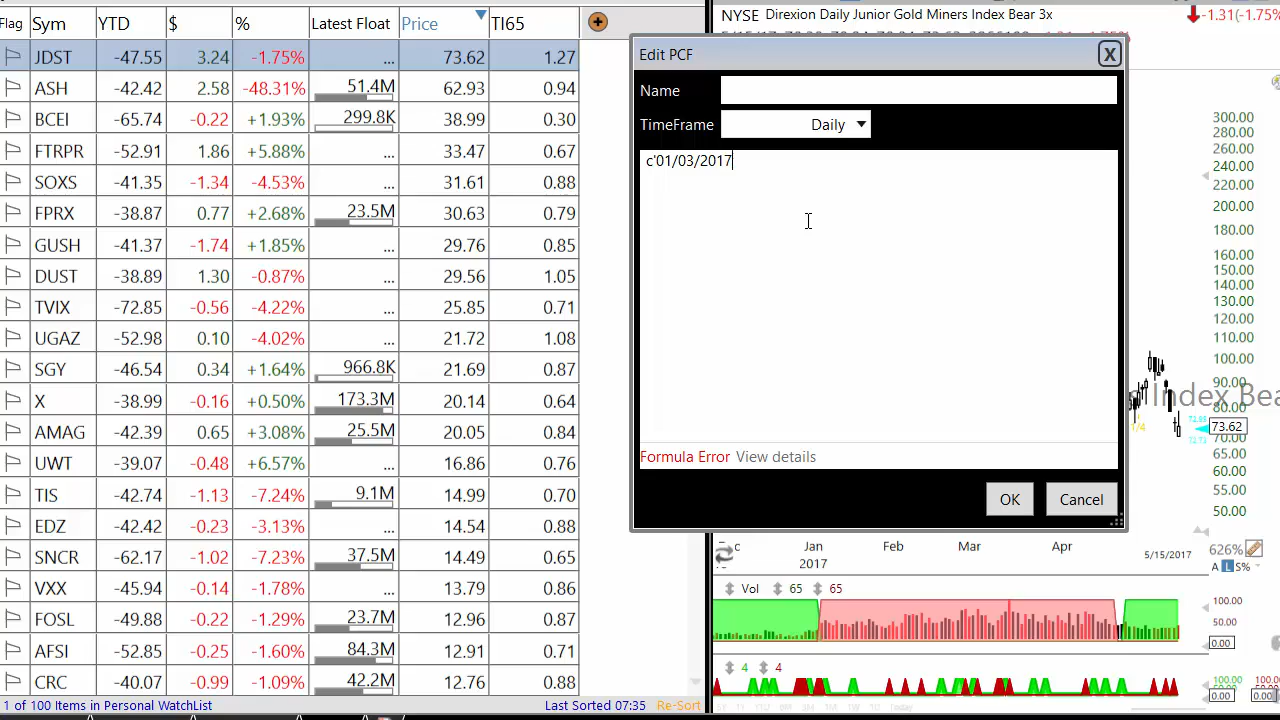 Flag Sym YTD $ % Latest Float Price TI65
JDST -47.55 3.24 -1.75% ... 73.62 1.27
ASH -42.42 2.58 -48.31% 51.4M 62.93 0.94
BCEI -65.74 -0.22 +1.93% 299.8K 38.99 0.30
FTRPR -52.91 1.86 +5.88% ... 33.47 0.67
SOXS -41.35 -1.34 -4.53% ... 31.61 0.88
FPRX -38.87 0.77 +2.68% 23.5M 30.63 0.79
GUSH -41.37 -1.74 +1.85% ... 29.76 0.85
DUST -38.89 1.30 -0.87% ... 29.56 1.05
TVIX -72.85 -0.56 -4.22% ... 25.85 0.71
UGAZ -52.98 0.10 -4.02% ... 21.72 1.08
SGY -46.54 0.34 +1.64% 966.8K 21.69 0.87
X -38.99 -0.16 +0.50% 173.3M 20.14 0.64
AMAG -42.39 0.65 +3.08% 25.5M 20.05 0.84
UWT -39.07 -0.48 +6.57% ... 16.86 0.76
TIS -42.74 -1.13 -7.24% 9.1M 14.99 0.70
EDZ -42.42 -0.23 -3.13% ... 14.54 0.88
SNCR -62.17 -1.02 -7.23% 37.5M 14.49 0.65
VXX -45.94 -0.14 -1.78% ... 13.79 0.86
FOSL -49.88 -0.22 -1.29% 23.7M 12.96 0.87
AFSI -52.85 -0.25 -1.60% 84.3M 12.91 0.71
CRC -40.07 -0.99 -1.09% 42.2M 12.76 0.88
1 of 100 Items in Personal WatchList Last Sorted 07:35 Re-Sort
NYSE Direxion Daily Junior Gold Miners Index Bear 3x -1.31(-1.75%
Edit PCF X
Name
TimeFrame Daily
c'01/03/2017
Formula Error View details
OK Cancel
300.00
280.00
260.00
240.00
220.00
200.00
180.00
160.00
150.00
140.00
130.00
120.00
110.00
100.00
90.00
Index Bea
80.00
1/4
73.62
70.00
65.00
60.00
55.00
50.00
c Jan Feb Mar Apr 5/15/2017 626%
2017 A L S%
Vol 65 65
100.00
50.00
0.00
4 4
100.00
0.00 0.00